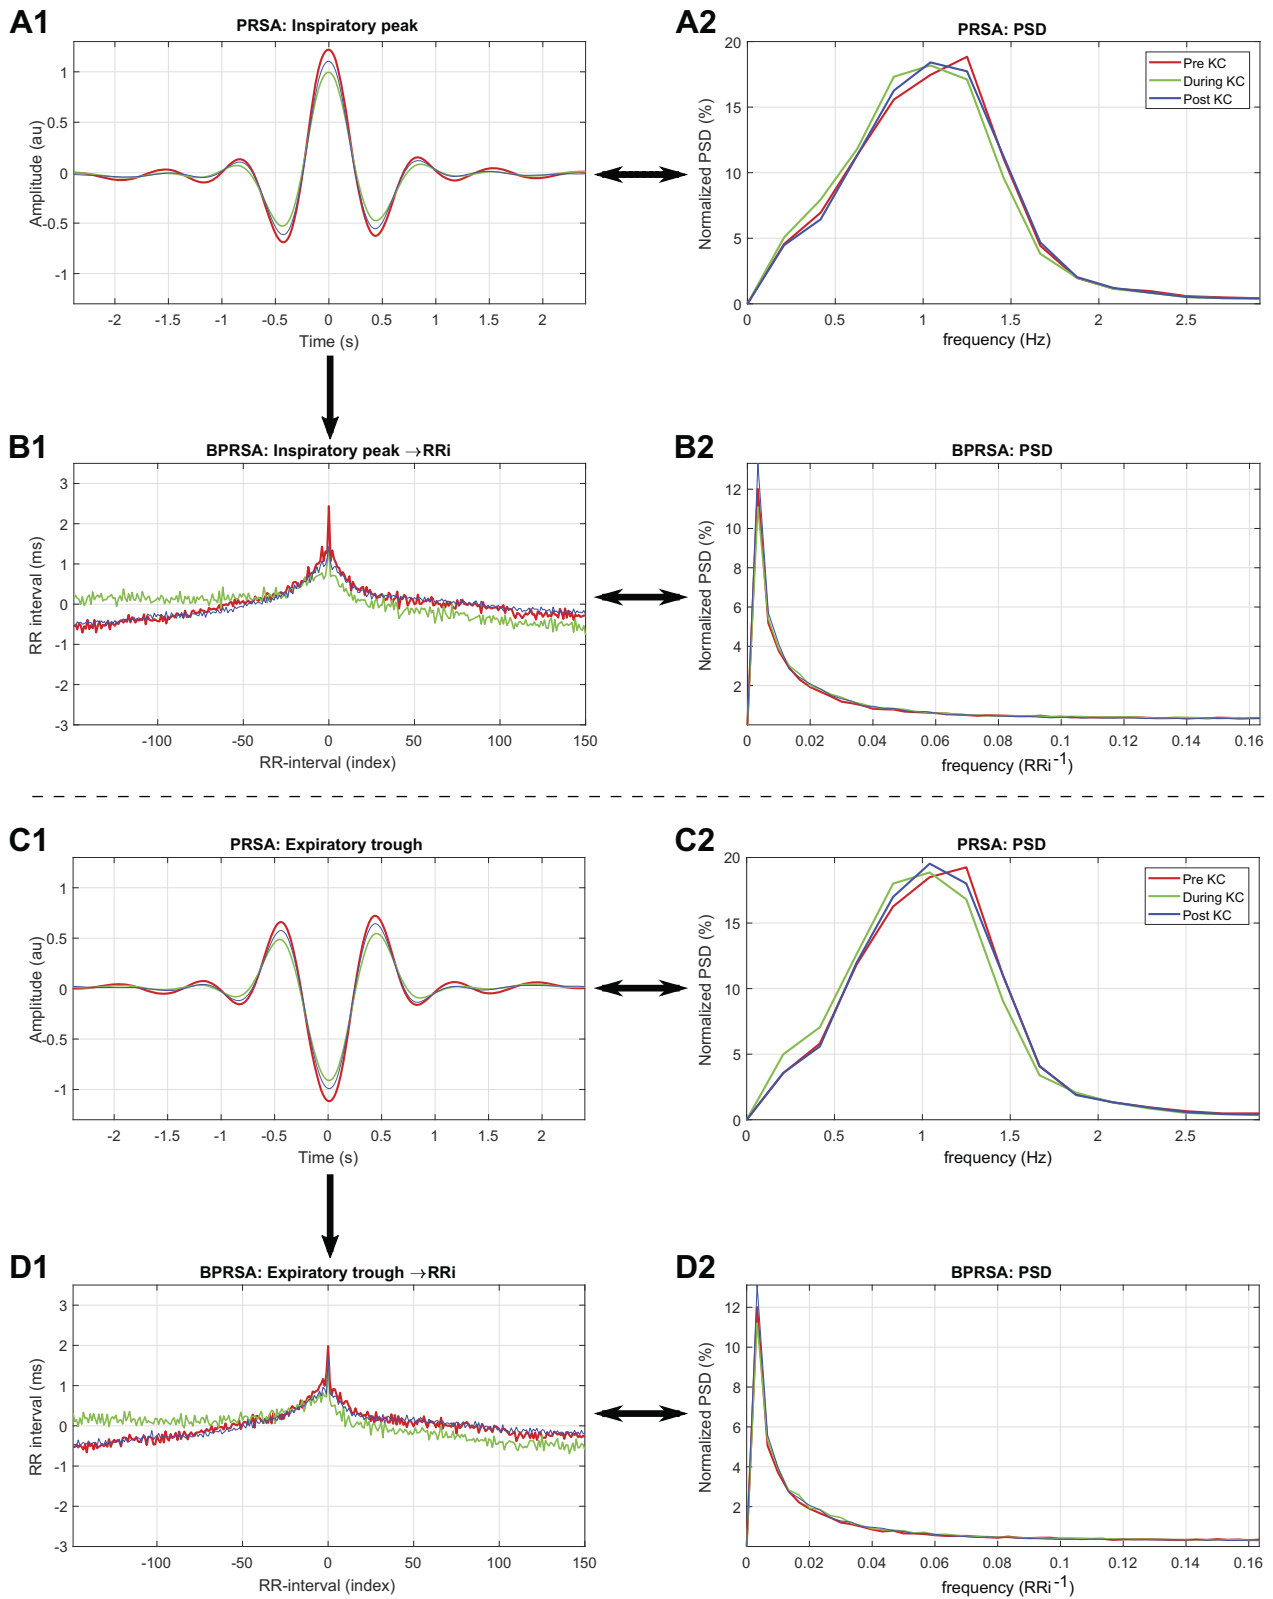 A1
PRSA: Inspiratory peak
Amplitude (au)
1
0.5
0
-0.5
-1
-2 -1.5 -1 -0.5 0 0.5 1 1.5 2
Time (s)
A2
PRSA: PSD
Normalized PSD (%)
20
15
10
5
0
0 0.5 1 1.5 2 2.5
frequency (Hz)
Pre KC
During KC
Post KC
B1
BPRSA: Inspiratory peak →RRi
RR interval (ms)
3
2
1
0
-1
-2
-3
-100 -50 0 50 100 150
RR-interval (index)
B2
BPRSA: PSD
Normalized PSD (%)
12
10
8
6
4
2
0 0.02 0.04 0.06 0.08 0.1 0.12 0.14 0.16
frequency (RRi-1)
C1
PRSA: Expiratory trough
Amplitude (au)
1
0.5
0
-0.5
-1
-2 -1.5 -1 -0.5 0 0.5 1 1.5 2
Time (s)
C2
PRSA: PSD
Normalized PSD (%)
20
15
10
5
0
0 0.5 1 1.5 2 2.5
frequency (Hz)
Pre KC
During KC
Post KC
D1
BPRSA: Expiratory trough →RRi
RR interval (ms)
3
2
1
0
-1
-2
-3
-100 -50 0 50 100 150
RR-interval (index)
D2
BPRSA: PSD
Normalized PSD (%)
12
10
8
6
4
2
0 0.02 0.04 0.06 0.08 0.1 0.12 0.14 0.16
frequency (RRi-1)